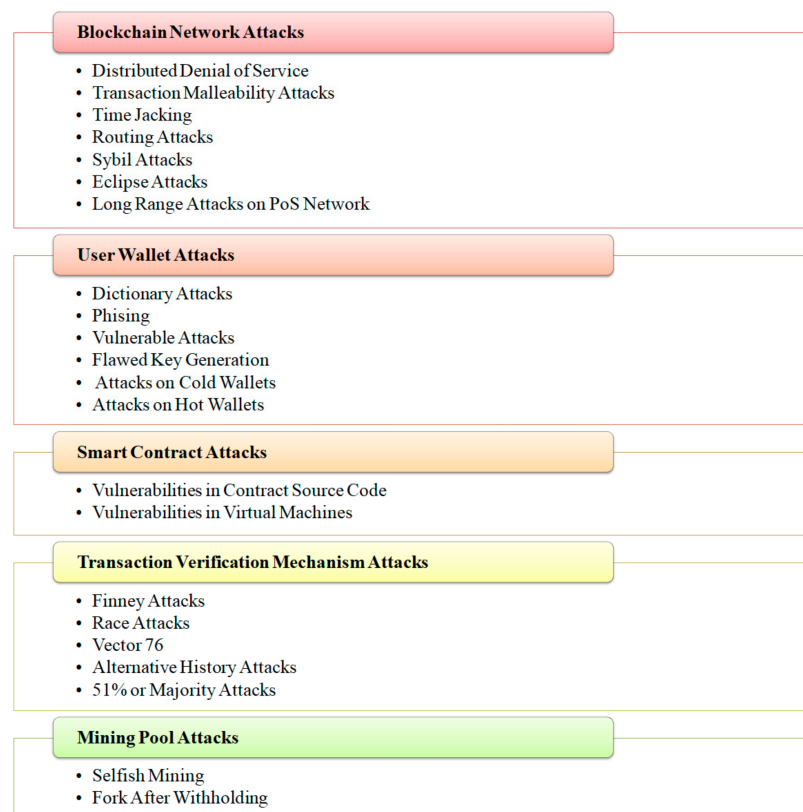 Blockchain Network Attacks
• Distributed Denial of Service
• Transaction Malleability Attacks
• Time Jacking
• Routing Attacks
• Sybil Attacks
• Eclipse Attacks
• Long Range Attacks on PoS Network
User Wallet Attacks
• Dictionary Attacks
• Phising
• Vulnerable Attacks
• Flawed Key Generation
• Attacks on Cold Wallets
• Attacks on Hot Wallets
Smart Contract Attacks
• Vulnerabilities in Contract Source Code
• Vulnerabilities in Virtual Machines
Transaction Verification Mechanism Attacks
• Finney Attacks
• Race Attacks
• Vector 76
• Alternative History Attacks
• 51% or Majority Attacks
Mining Pool Attacks
• Selfish Mining
• Fork After Withholding